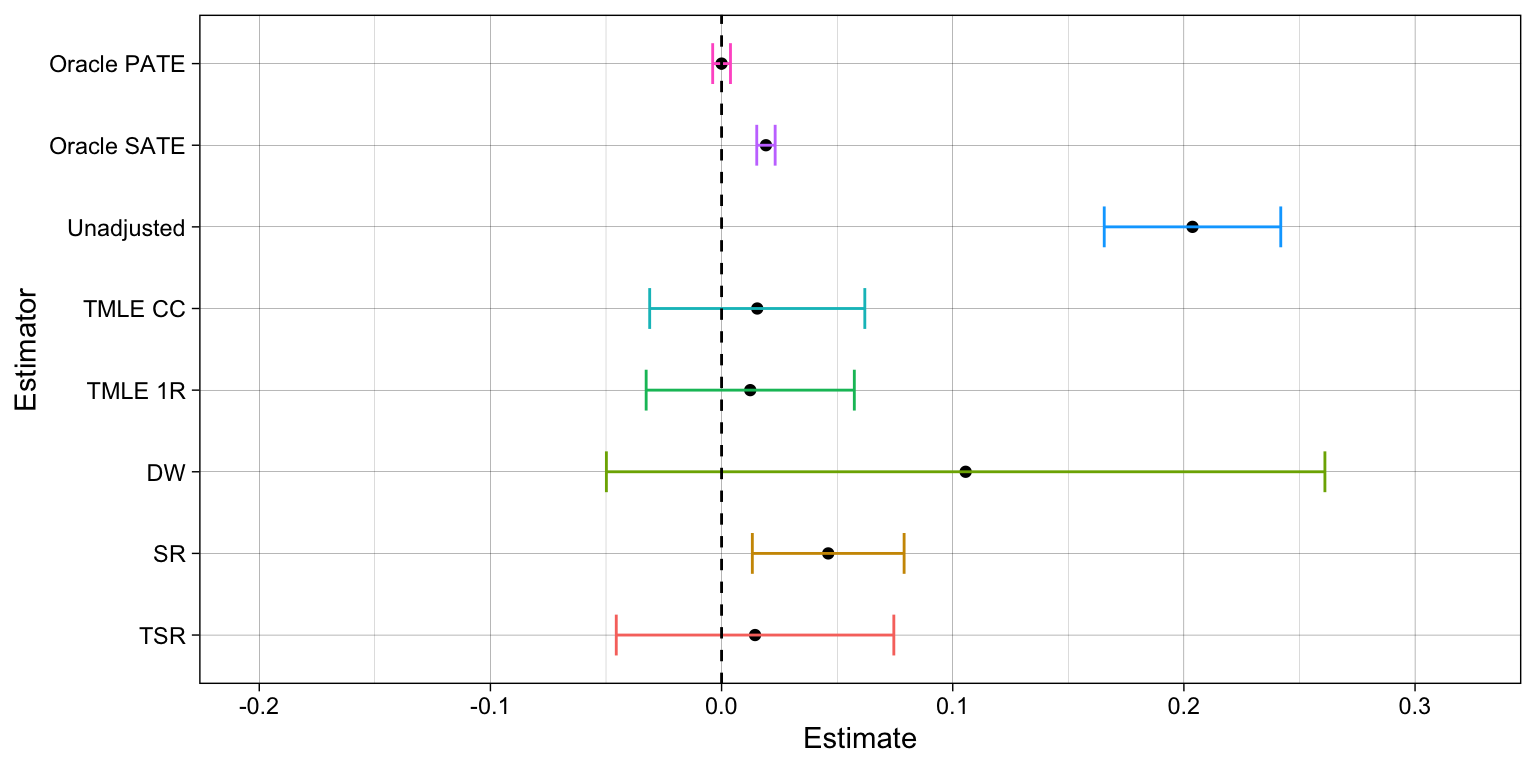 Oracle PATE
Oracle SATE
Unadjusted
TMLE CC
TMLE 1R
DW
SR
TSR
Estimator
-0.2 -0.1 0.0 0.1 0.2 0.3
Estimate